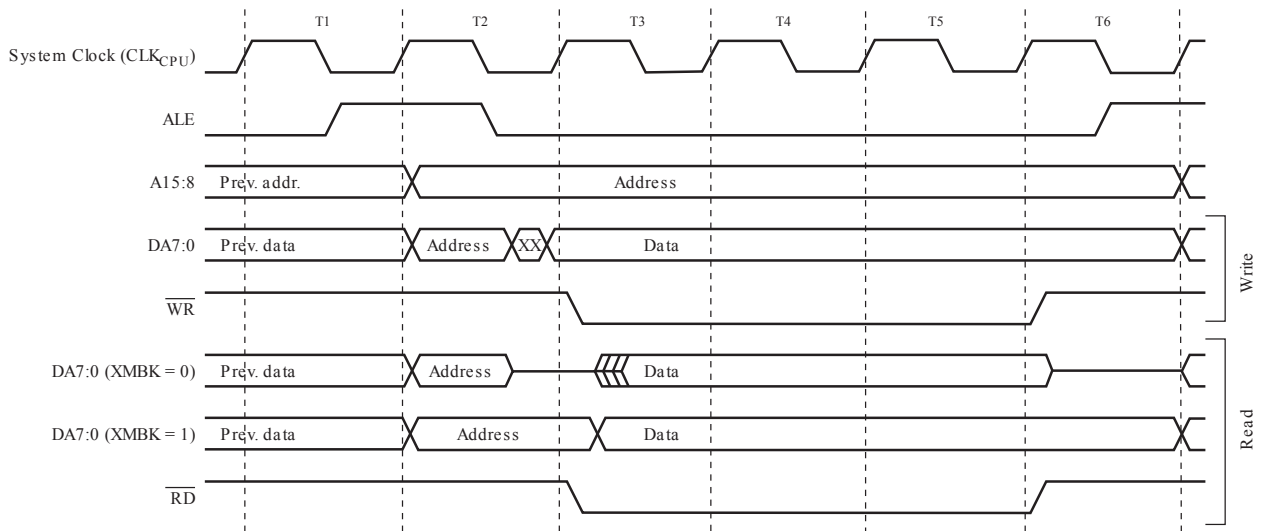 T1 T2 T3 T4 T5 T6
System Clock (CLKCPU)
ALE
A15:8 Prev. addr. Address
DA7:0 Prev. data Address XX Data
WR
Write
DA7:0 (XMBK = 0) Prev. data Address Data
DA7:0 (XMBK = 1) Prev. data Address Data
RD
Read